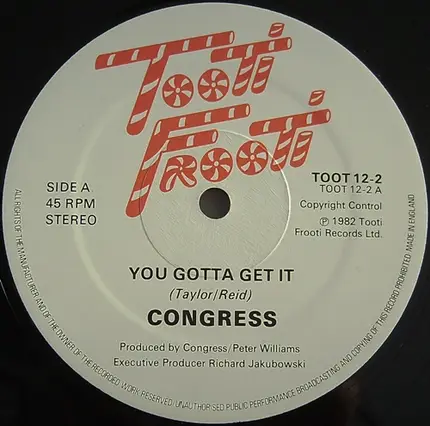 Tooti
Frooti
SIDE A
45 RPM
STEREO
TOOT 12-2
TOOT 12-2 A
Copyright Control
℗ 1982 Tooti
Frooti Records Ltd.
YOU GOTTA GET IT
(Taylor/Reid)
CONGRESS
Produced by Congress/Peter Williams
Executive Producer Richard Jakubowski
ALL RIGHTS OF THE MANUFACTURER AND OF THE OWNER OF THE RECORDED WORK RESERVED. UNAUTHORISED PUBLIC PERFORMANCE BROADCASTING AND COPYING OF THIS RECORD PROHIBITED. MADE IN ENGLAND